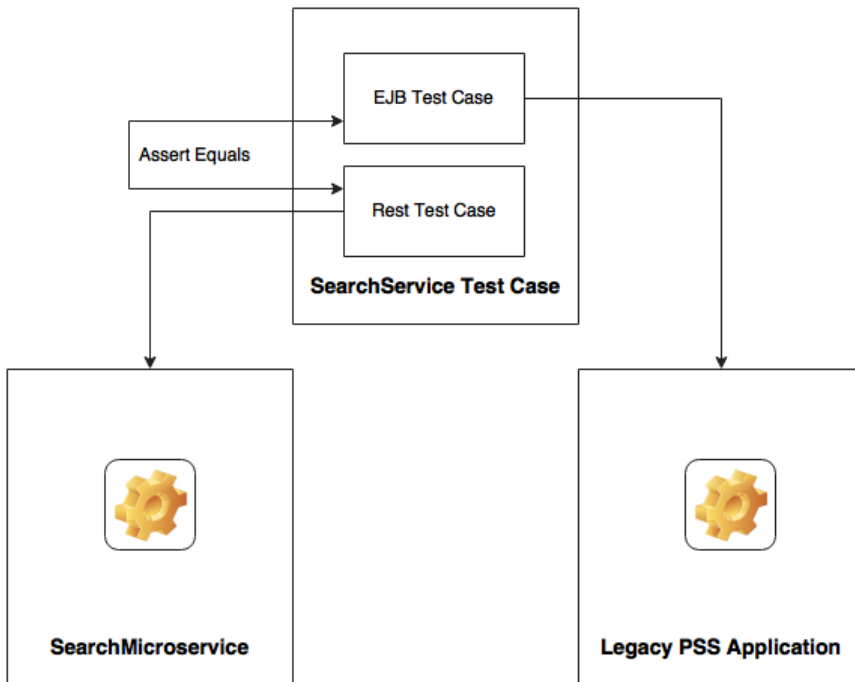 EJB Test Case
Assert Equals
Rest Test Case
SearchService Test Case
SearchMicroservice
Legacy PSS Application